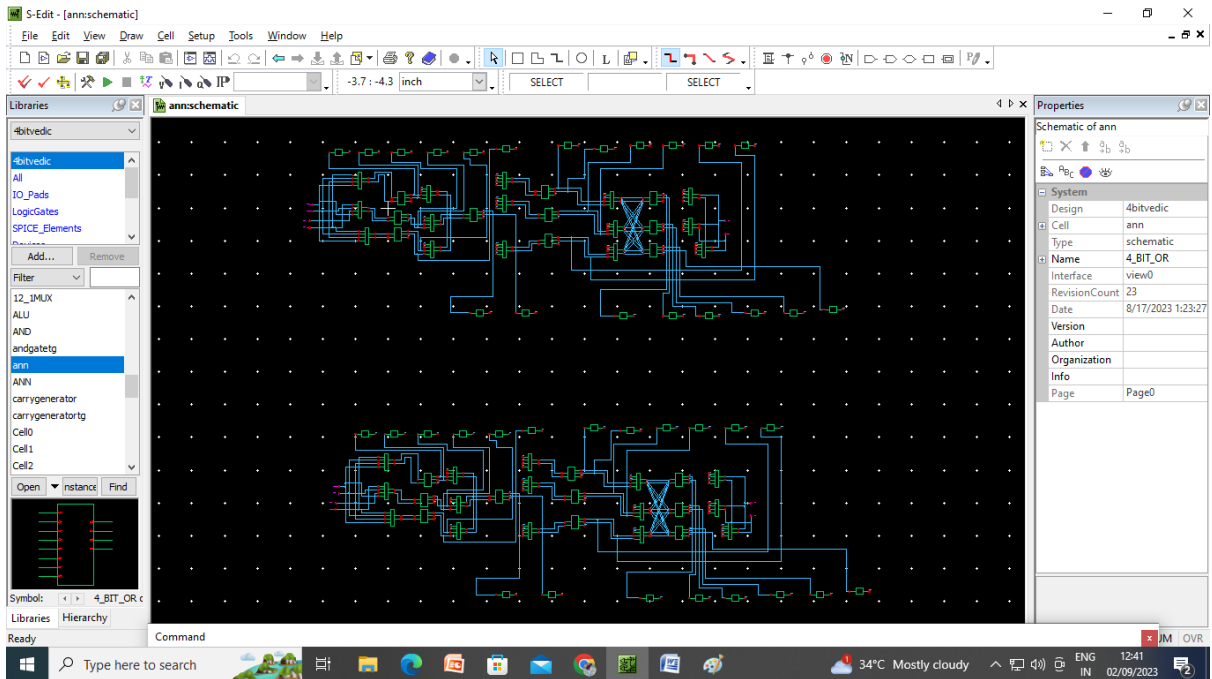 S-Edit - [ann:schematic]
File Edit View Draw Cell Setup Tools Window Help
-3.7 : -4.3 inch SELECT SELECT
Libraries
ann:schematic
Properties
4bitvedic
Schematic of ann
4bitvedic
All
IO_Pads
LogicGates
SPICE_Elements
Add... Remove
Filter
12_1MUX
ALU
AND
andgatetg
ann
ANN
carrygenerator
carrygeneratortg
Cell0
Cell1
Cell2
Open nstance Find
Symbol: 4_BIT_OR c
Libraries Hierarchy
System
Design 4bitvedic
Cell ann
Type schematic
Name 4_BIT_OR
Interface view0
RevisionCount 23
Date 8/17/2023 1:23:27
Version
Author
Organization
Info
Page Page0
Ready
Command
JM OVR
Type here to search
34°C Mostly cloudy
ENG
IN
12:41
02/09/2023
2